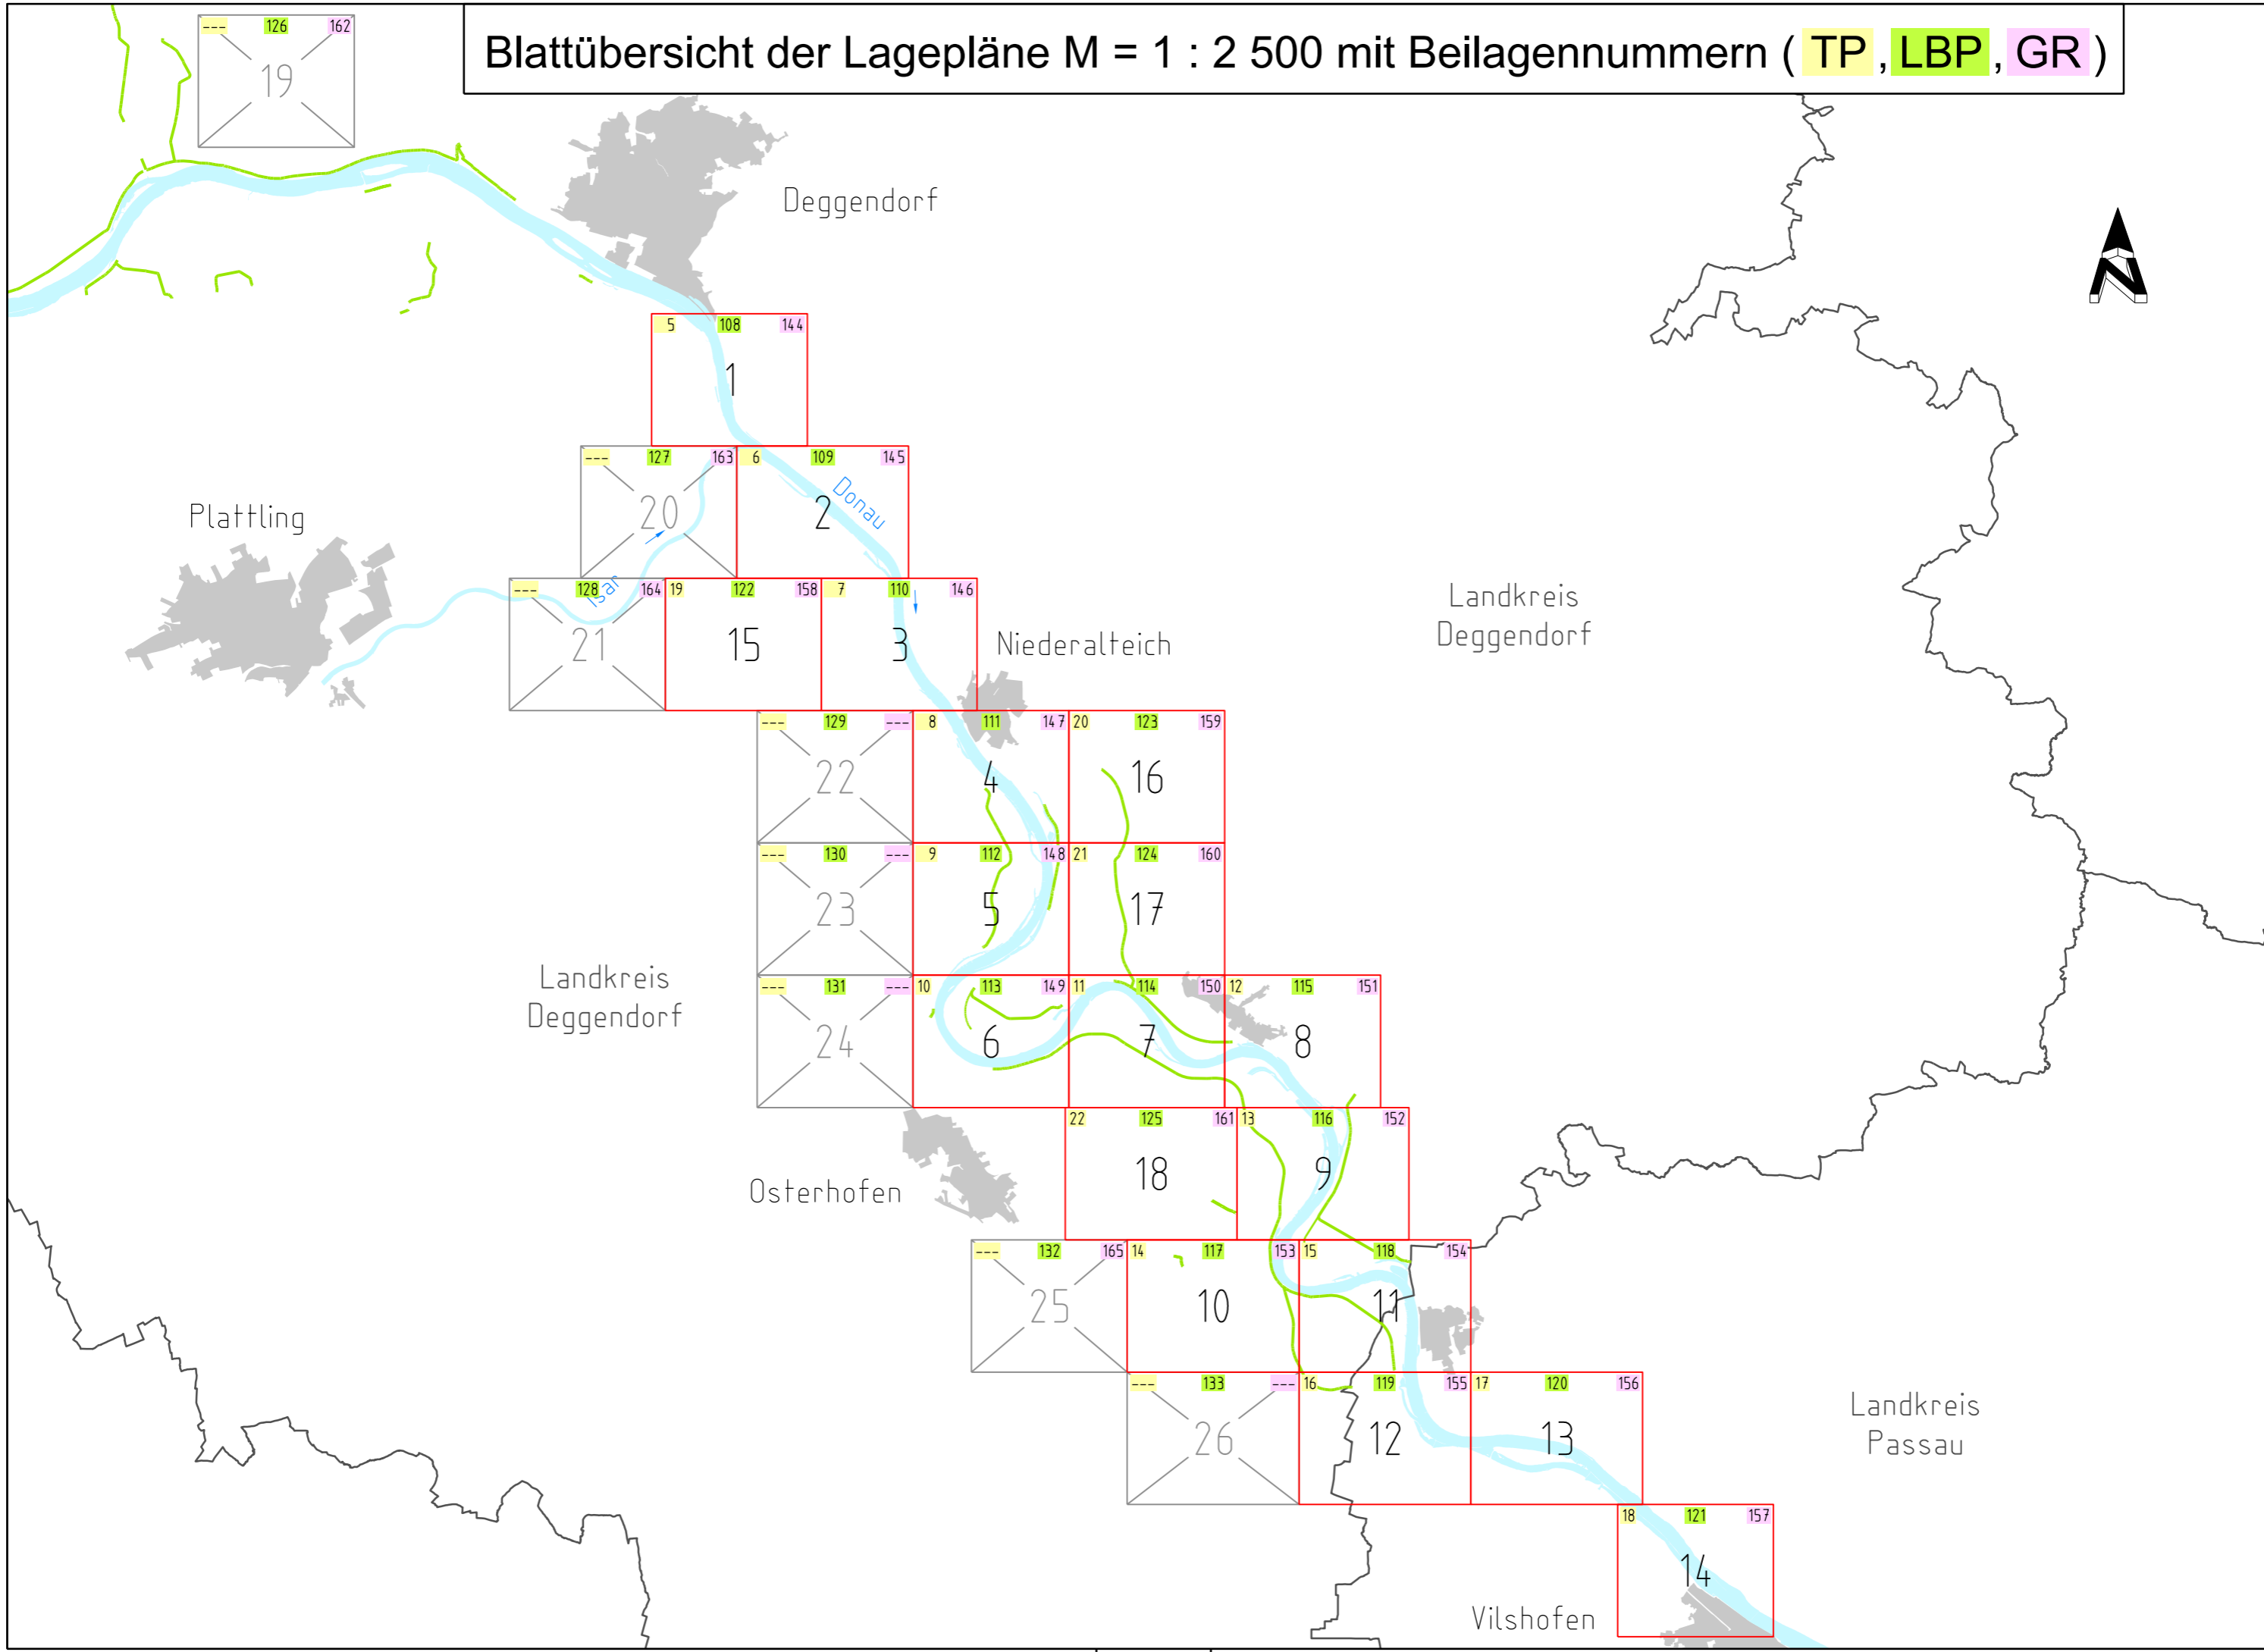 Blattübersicht der Lagepläne M = 1 : 2 500 mit Beilagennummern ( TP , LBP , GR )
--- 126 162
19
Deggendorf
5 108 144
1
--- 127 163 6 109 145
20 2
Donau
Plattling
--- 128 164 19 122 158 7 110 146
Isar
21 15 3
Niederalteich
Landkreis
Deggendorf
--- 129 --- 8 111 147 20 123 159
22 4 16
--- 130 --- 9 112 148 21 124 160
23 5 17
Landkreis
Deggendorf
--- 131 --- 10 113 149 11 114 150 12 115 151
24 6 7 8
22 125 161 13 116 152
18 9
Osterhofen
--- 132 165 14 117 153 15 118 154
25 10 11
--- 133 --- 16 119 155 17 120 156
26 12 13
Landkreis
Passau
18 121 157
14
Vilshofen
N